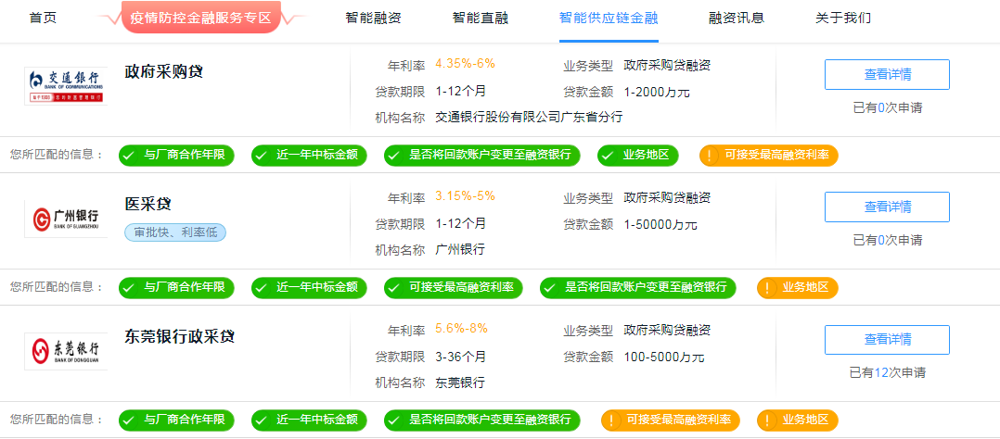 首页 疫情防控金融服务专区 智能融资 智能直融 智能供应链金融 融资讯息 关于我们
交通银行 BANK OF COMMUNICATIONS
政府采购贷
年利率 4.35%-6% 业务类型 政府采购贷融资
贷款期限 1-12个月 贷款金额 1-2000万元
机构名称 交通银行股份有限公司广东省分行
查看详情
已有0次申请
您所匹配的信息： 与厂商合作年限 近一年中标金额 是否将回款账户变更至融资银行 业务地区 可接受最高融资利率
广州银行 BANK OF GUANGZHOU
医采贷
审批快、利率低
年利率 3.15%-5% 业务类型 政府采购贷融资
贷款期限 1-12个月 贷款金额 1-50000万元
机构名称 广州银行
查看详情
已有0次申请
您所匹配的信息： 与厂商合作年限 近一年中标金额 可接受最高融资利率 是否将回款账户变更至融资银行 业务地区
东莞银行 BANK OF DONGGUAN
东莞银行政采贷
年利率 5.6%-8% 业务类型 政府采购贷融资
贷款期限 3-36个月 贷款金额 100-5000万元
机构名称 东莞银行
查看详情
已有12次申请
您所匹配的信息： 与厂商合作年限 近一年中标金额 是否将回款账户变更至融资银行 可接受最高融资利率 业务地区